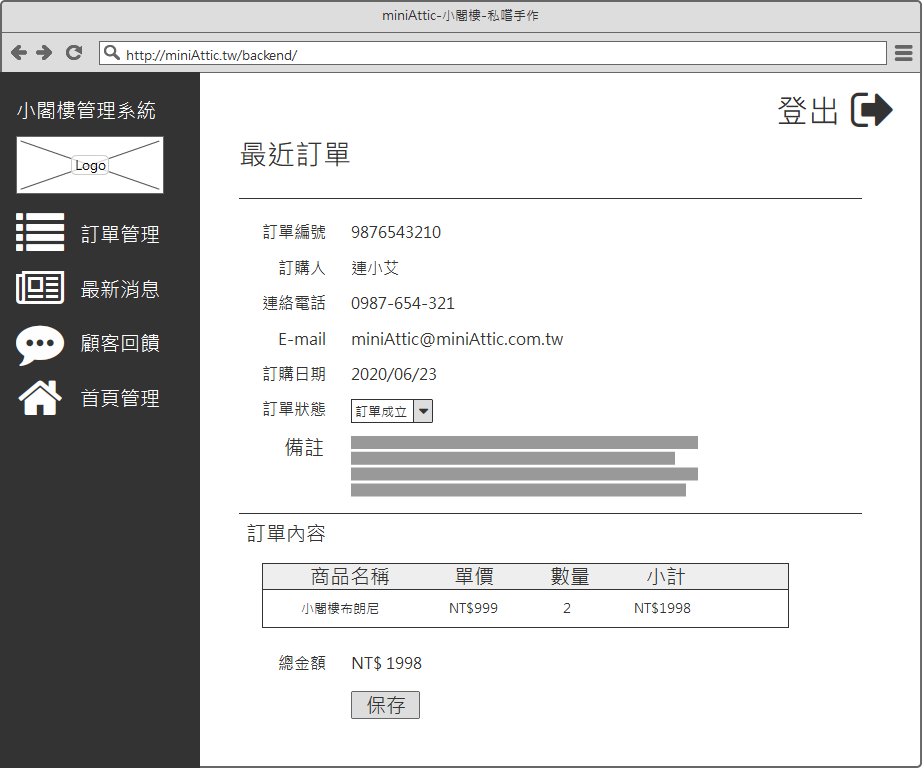 miniAttic-小閣樓-私嚐手作
http://miniAttic.tw/backend/
小閣樓管理系統
Logo
訂單管理
最新消息
顧客回饋
首頁管理
登出
最近訂單
訂單編號 9876543210
訂購人 連小艾
連絡電話 0987-654-321
E-mail miniAttic@miniAttic.com.tw
訂購日期 2020/06/23
訂單狀態 訂單成立
備註
訂單內容
商品名稱 單價 數量 小計
小閣樓布朗尼 NT$999 2 NT$1998
總金額 NT$ 1998
保存